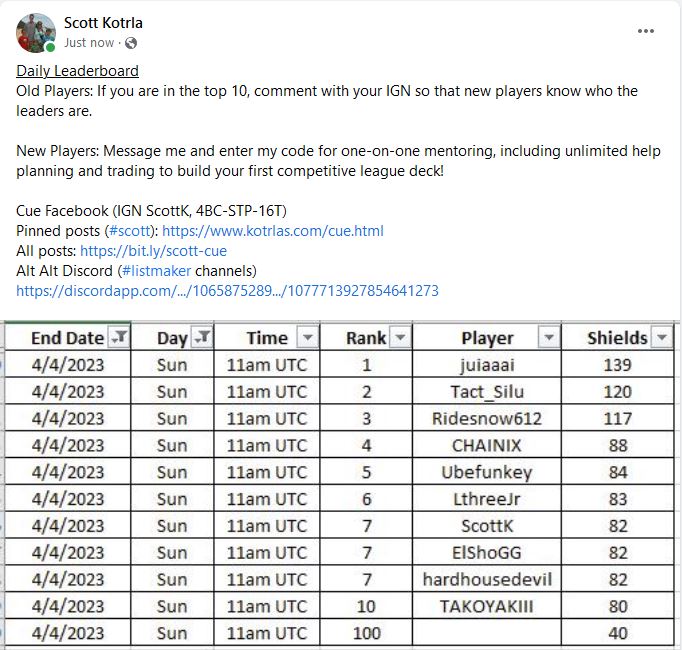 Scott Kotrla
Just now ·
Daily Leaderboard
Old Players: If you are in the top 10, comment with your IGN so that new players know who the
leaders are.
New Players: Message me and enter my code for one-on-one mentoring, including unlimited help
planning and trading to build your first competitive league deck!
Cue Facebook (IGN ScottK, 4BC-STP-16T)
Pinned posts (#scott): https://www.kotrlas.com/cue.html
All posts: https://bit.ly/scott-cue
Alt Alt Discord (#listmaker channels)
https://discordapp.com/.../1065875289.../1077713927854641273
End Date Day Time Rank Player Shields
4/4/2023 Sun 11am UTC 1 juiaaai 139
4/4/2023 Sun 11am UTC 2 Tact_Silu 120
4/4/2023 Sun 11am UTC 3 Ridesnow612 117
4/4/2023 Sun 11am UTC 4 CHAINIX 88
4/4/2023 Sun 11am UTC 5 Ubefunkey 84
4/4/2023 Sun 11am UTC 6 LthreeJr 83
4/4/2023 Sun 11am UTC 7 ScottK 82
4/4/2023 Sun 11am UTC 7 ElShoGG 82
4/4/2023 Sun 11am UTC 7 hardhousedevil 82
4/4/2023 Sun 11am UTC 10 TAKOYAKIII 80
4/4/2023 Sun 11am UTC 100 40